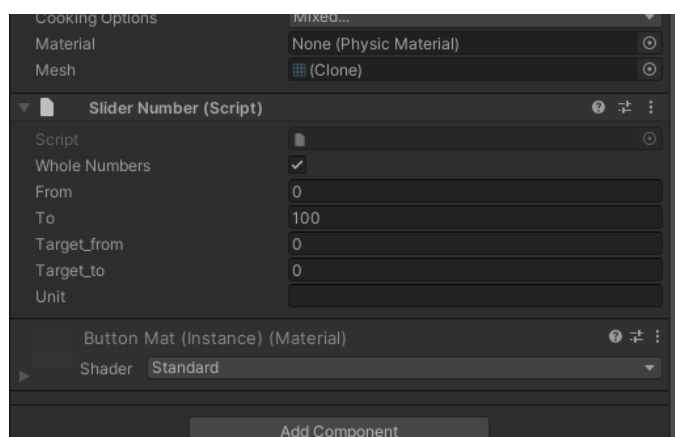 Cooking Options Mixed...
Material None (Physic Material)
Mesh (Clone)
Slider Number (Script)
Script
Whole Numbers
From 0
To 100
Target_from 0
Target_to 0
Unit
Button Mat (Instance) (Material)
Shader Standard
Add Component